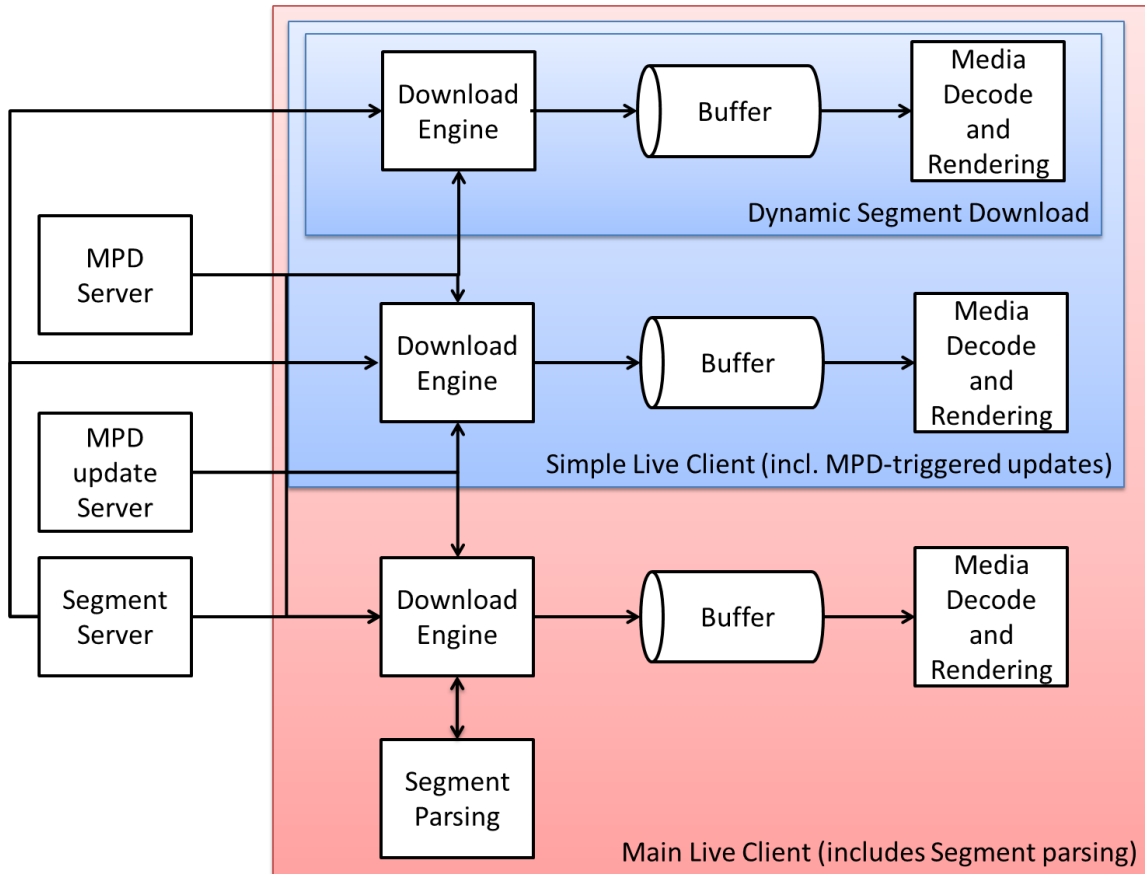 Download
Engine
Buffer
Media
Decode
and
Rendering
Dynamic Segment Download
MPD
Server
Download
Engine
Buffer
Media
Decode
and
Rendering
Simple Live Client (incl. MPD-triggered updates)
MPD
update
Server
Segment
Server
Download
Engine
Buffer
Media
Decode
and
Rendering
Segment
Parsing
Main Live Client (includes Segment parsing)